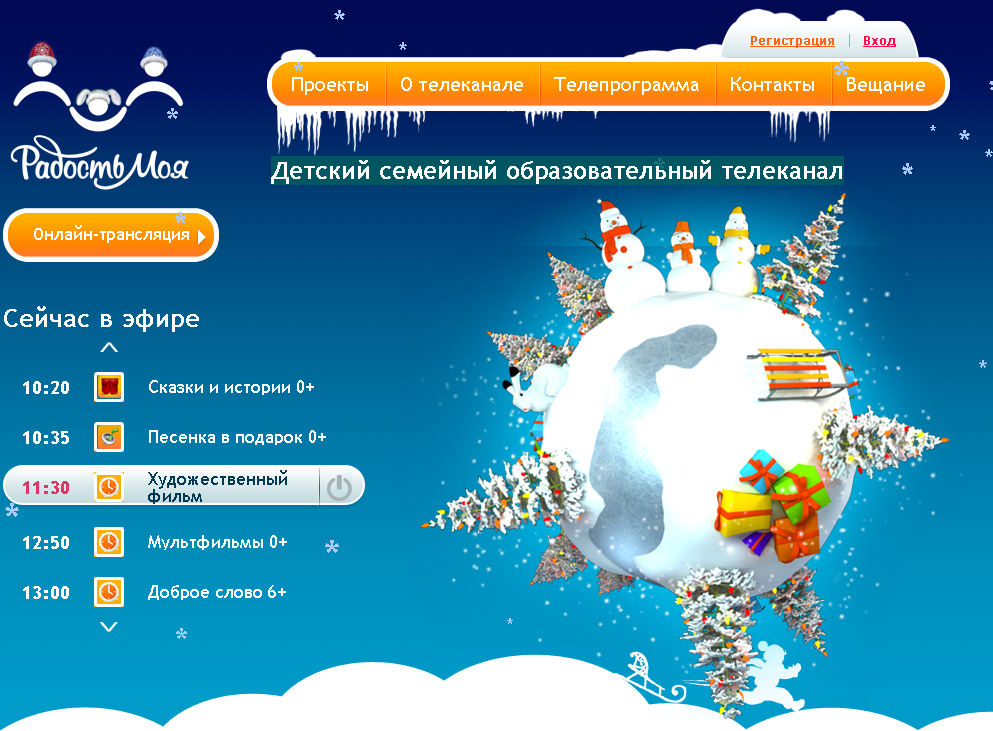 Регистрация | Вход
Проекты О телеканале Телепрограмма Контакты Вещание
Радость Моя
Детский семейный образовательный телеканал
Онлайн-трансляция
Сейчас в эфире
10:20 Сказки и истории 0+
10:35 Песенка в подарок 0+
11:30 Художественный
фильм
12:50 Мультфильмы 0+
13:00 Доброе слово 6+